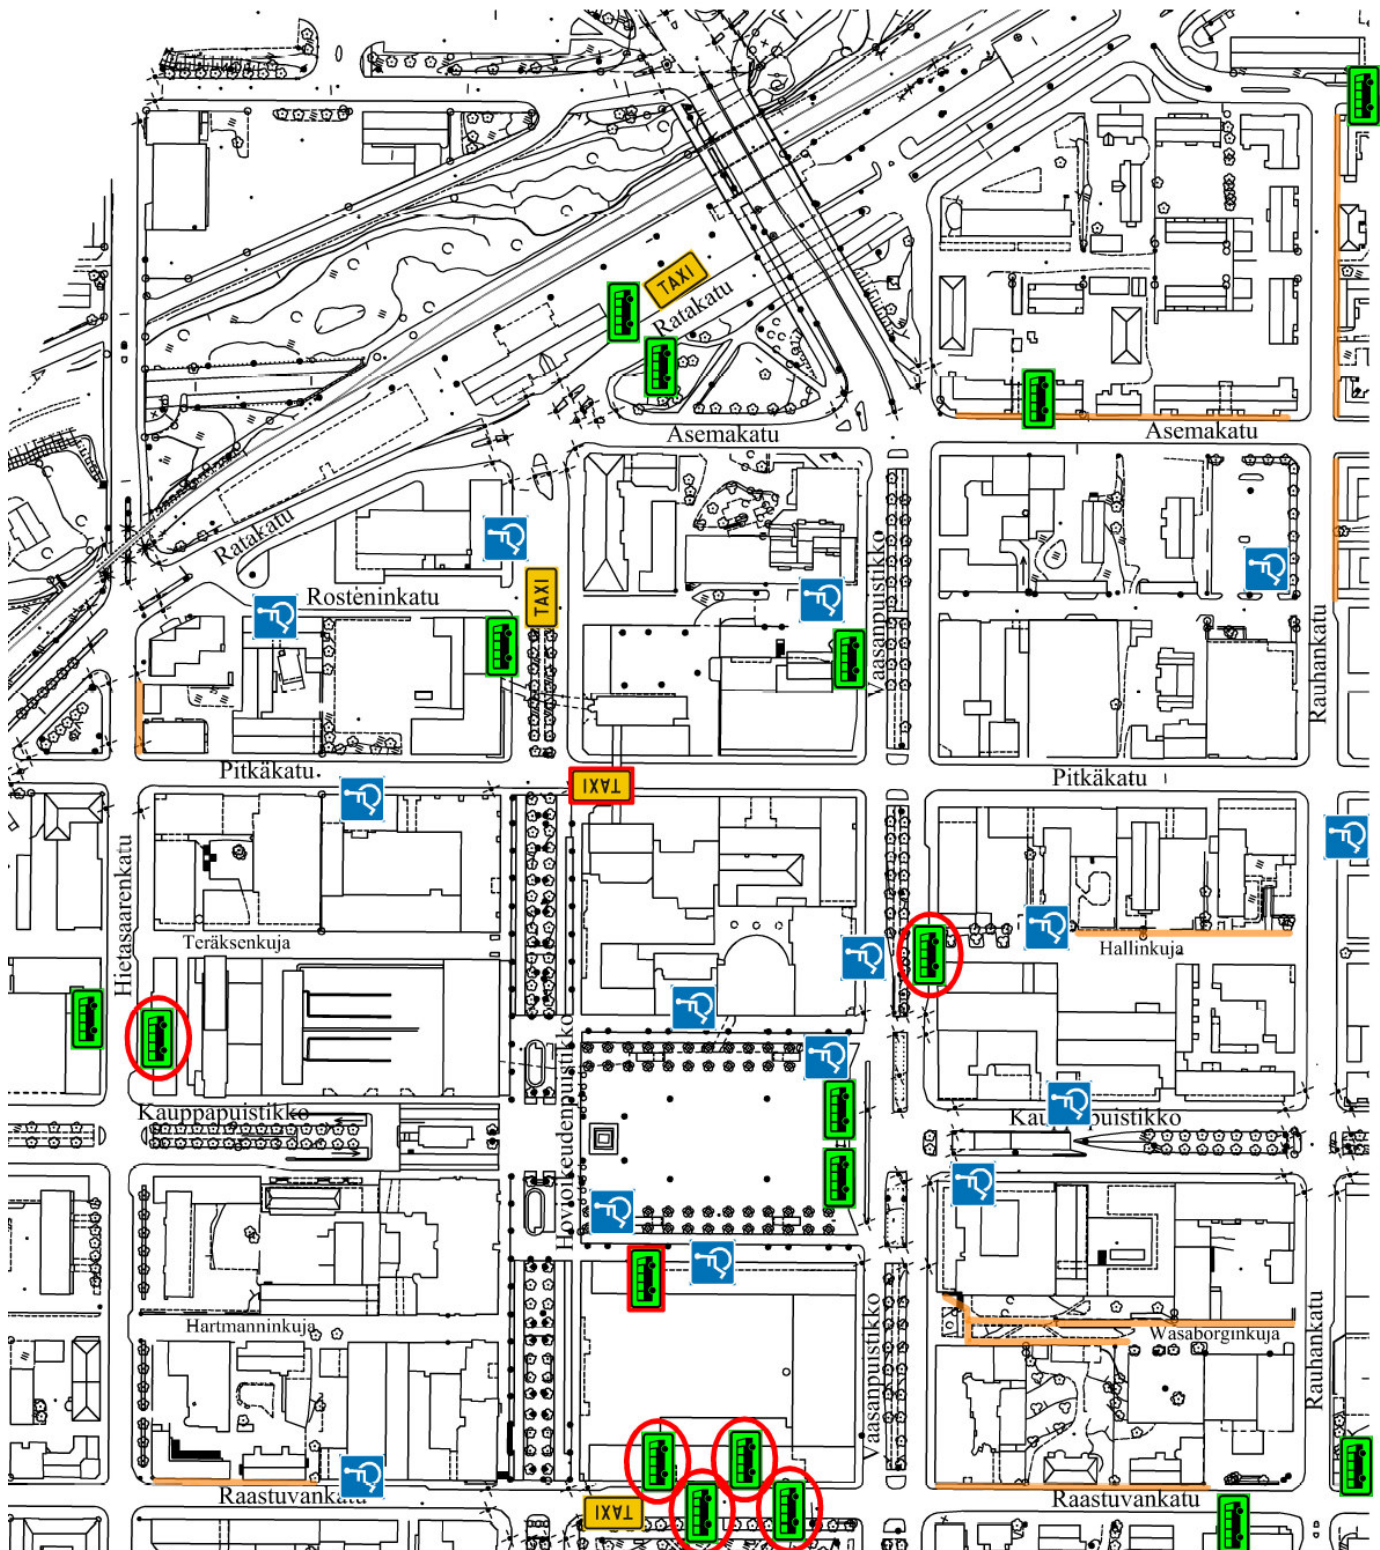 TAXI
Ratakatu
Asemakatu
Asemakatu
Ratakatu
TAXI
Rosteninkatu
Vaasanpuistikko
Rauhankatu
Pitkäkatu
Pitkäkatu
TAXI
Hietasaarenkatu
Teräksenkuja
Hallinkuja
Hovioikeudenpuistikko
Kauppapuistikko
Kau puistikko
Hartmanninkuja
Vaasanpuistikko
Wasaborginkuja
Rauhankatu
Raastuvankatu
TAXI
Raastuvankatu